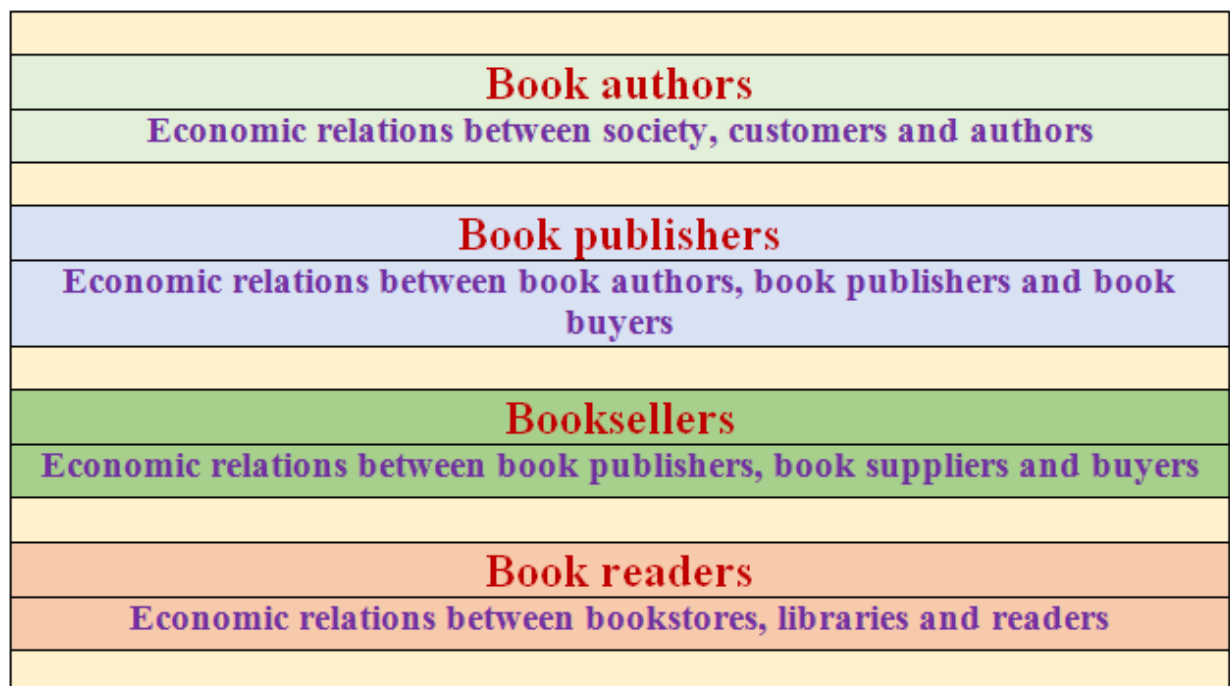 Book authors
Economic relations between society, customers and authors
Book publishers
Economic relations between book authors, book publishers and book
buyers
Booksellers
Economic relations between book publishers, book suppliers and buyers
Book readers
Economic relations between bookstores, libraries and readers